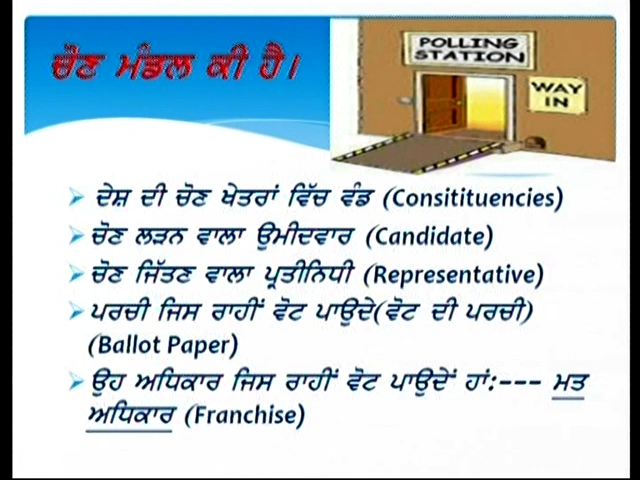 ਚੋਣ ਮੰਡਲ ਕੀ ਹੈ।
POLLING
STATION
WAY
IN
➢ ਦੇਸ਼ ਦੀ ਚੋਣ ਖੇਤਰਾਂ ਵਿੱਚ ਵੰਡ (Consitituencies)
➢ ਚੋਣ ਲੜਨ ਵਾਲਾ ਉਮੀਦਵਾਰ (Candidate)
➢ ਚੋਣ ਜਿੱਤਣ ਵਾਲਾ ਪ੍ਰਤੀਨਿਧੀ (Representative)
➢ ਪਰਚੀ ਜਿਸ ਰਾਹੀਂ ਵੋਟ ਪਾਉਦੇ(ਵੋਟ ਦੀ ਪਰਚੀ)
(Ballot Paper)
➢ ਉਹ ਅਧਿਕਾਰ ਜਿਸ ਰਾਹੀਂ ਵੋਟ ਪਾਉਦੇਂ ਹਾਂ:--- ਮਤ
ਅਧਿਕਾਰ (Franchise)